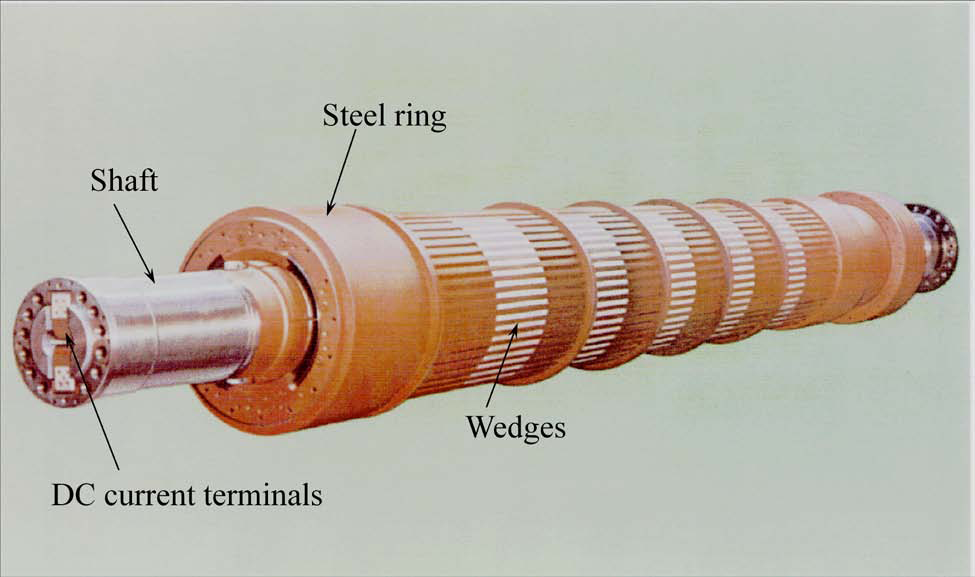 Steel ring
Shaft
Wedges
DC current terminals